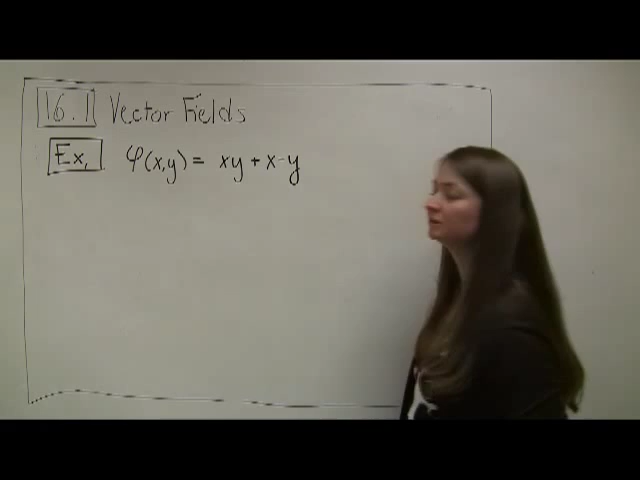 16.1 Vector Fields
Ex, φ(x,y) = xy + x - y